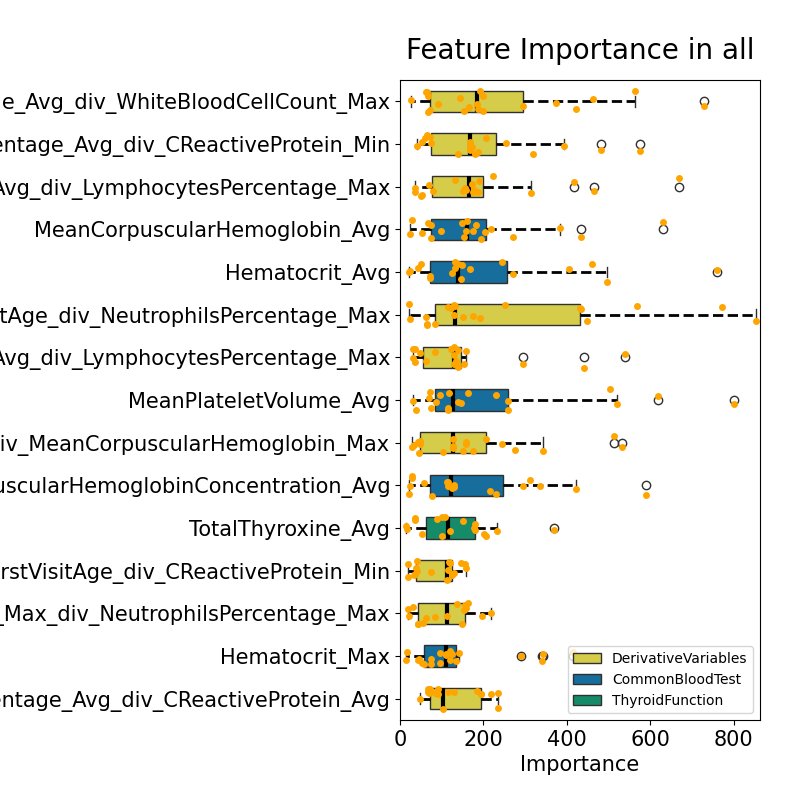 Feature Importance in all
e_Avg_div_WhiteBloodCellCount_Max
entage_Avg_div_CReactiveProtein_Min
Avg_div_LymphocytesPercentage_Max
MeanCorpuscularHemoglobin_Avg
Hematocrit_Avg
tAge_div_NeutrophilsPercentage_Max
Avg_div_LymphocytesPercentage_Max
MeanPlateletVolume_Avg
iv_MeanCorpuscularHemoglobin_Max
uscularHemoglobinConcentration_Avg
TotalThyroxine_Avg
rstVisitAge_div_CReactiveProtein_Min
_Max_div_NeutrophilsPercentage_Max
Hematocrit_Max
entage_Avg_div_CReactiveProtein_Avg
DerivativeVariables
CommonBloodTest
ThyroidFunction
0 200 400 600 800
Importance